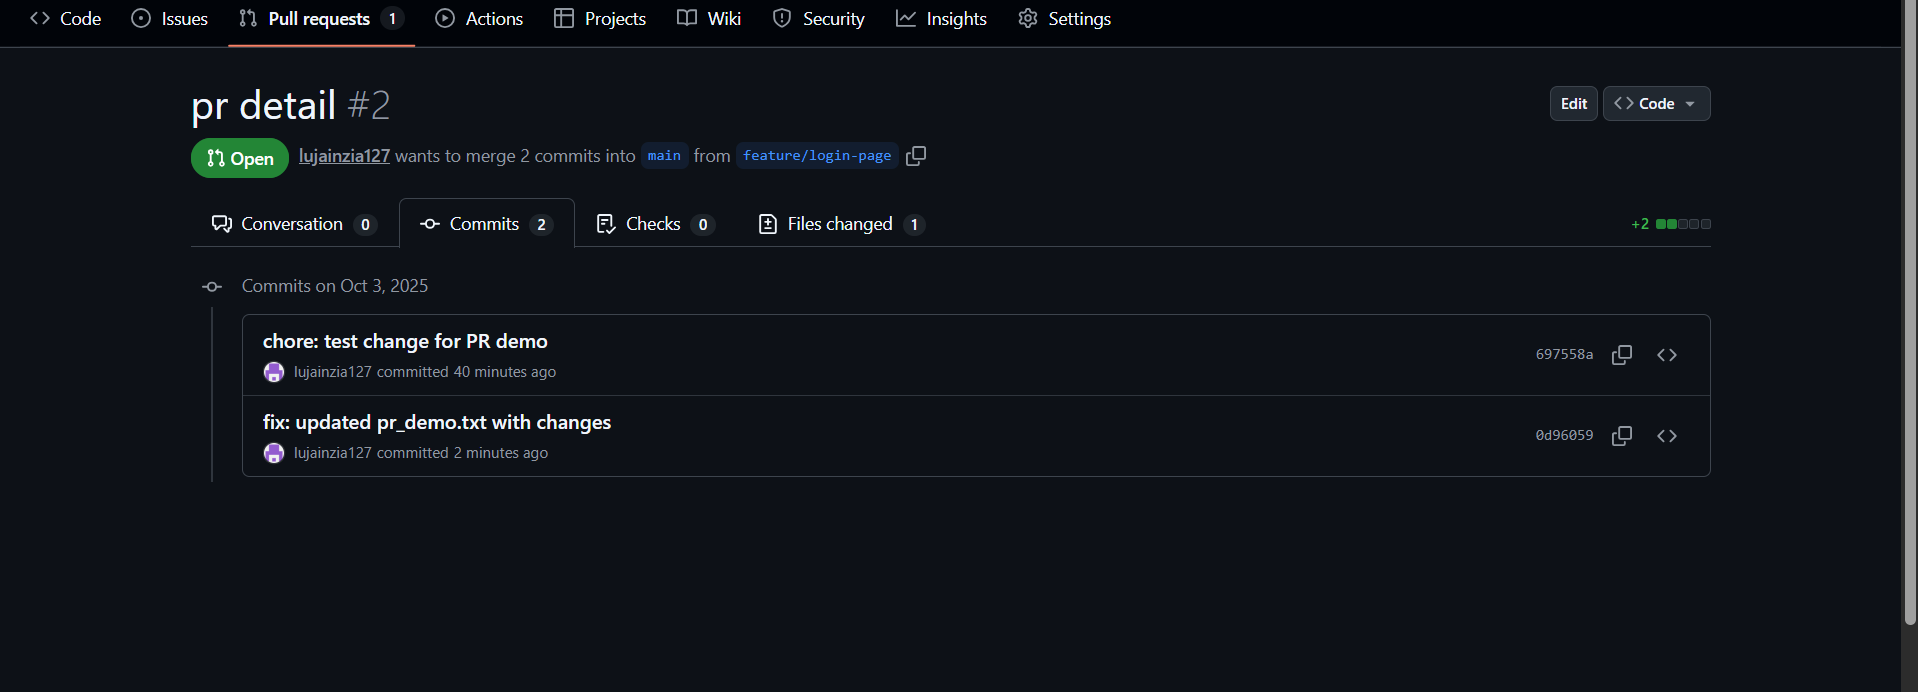 Code Issues Pull requests 1 Actions Projects Wiki Security Insights Settings
pr detail #2
Edit Code
Open lujainzia127 wants to merge 2 commits into main from feature/login-page
Conversation 0 Commits 2 Checks 0 Files changed 1 +2
Commits on Oct 3, 2025
chore: test change for PR demo
697558a
lujainzia127 committed 40 minutes ago
fix: updated pr_demo.txt with changes
0d96059
lujainzia127 committed 2 minutes ago